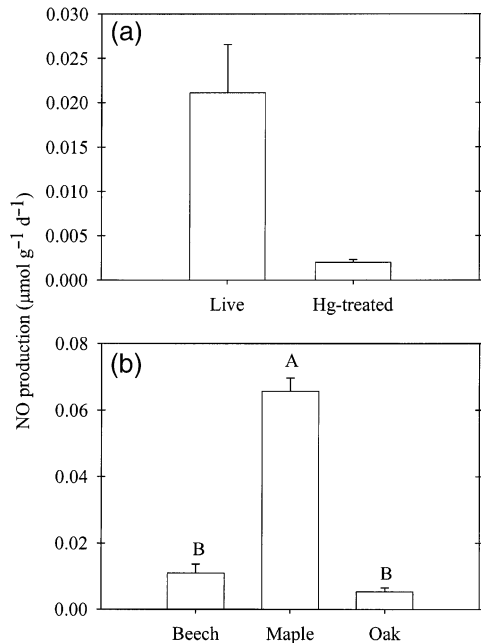 NO production (μmol g⁻¹ d⁻¹)
(a)
0.030
0.025
0.020
0.015
0.010
0.005
0.000
Live Hg-treated
(b)
0.08
0.06
0.04
0.02
0.00
B
A
B
Beech Maple Oak